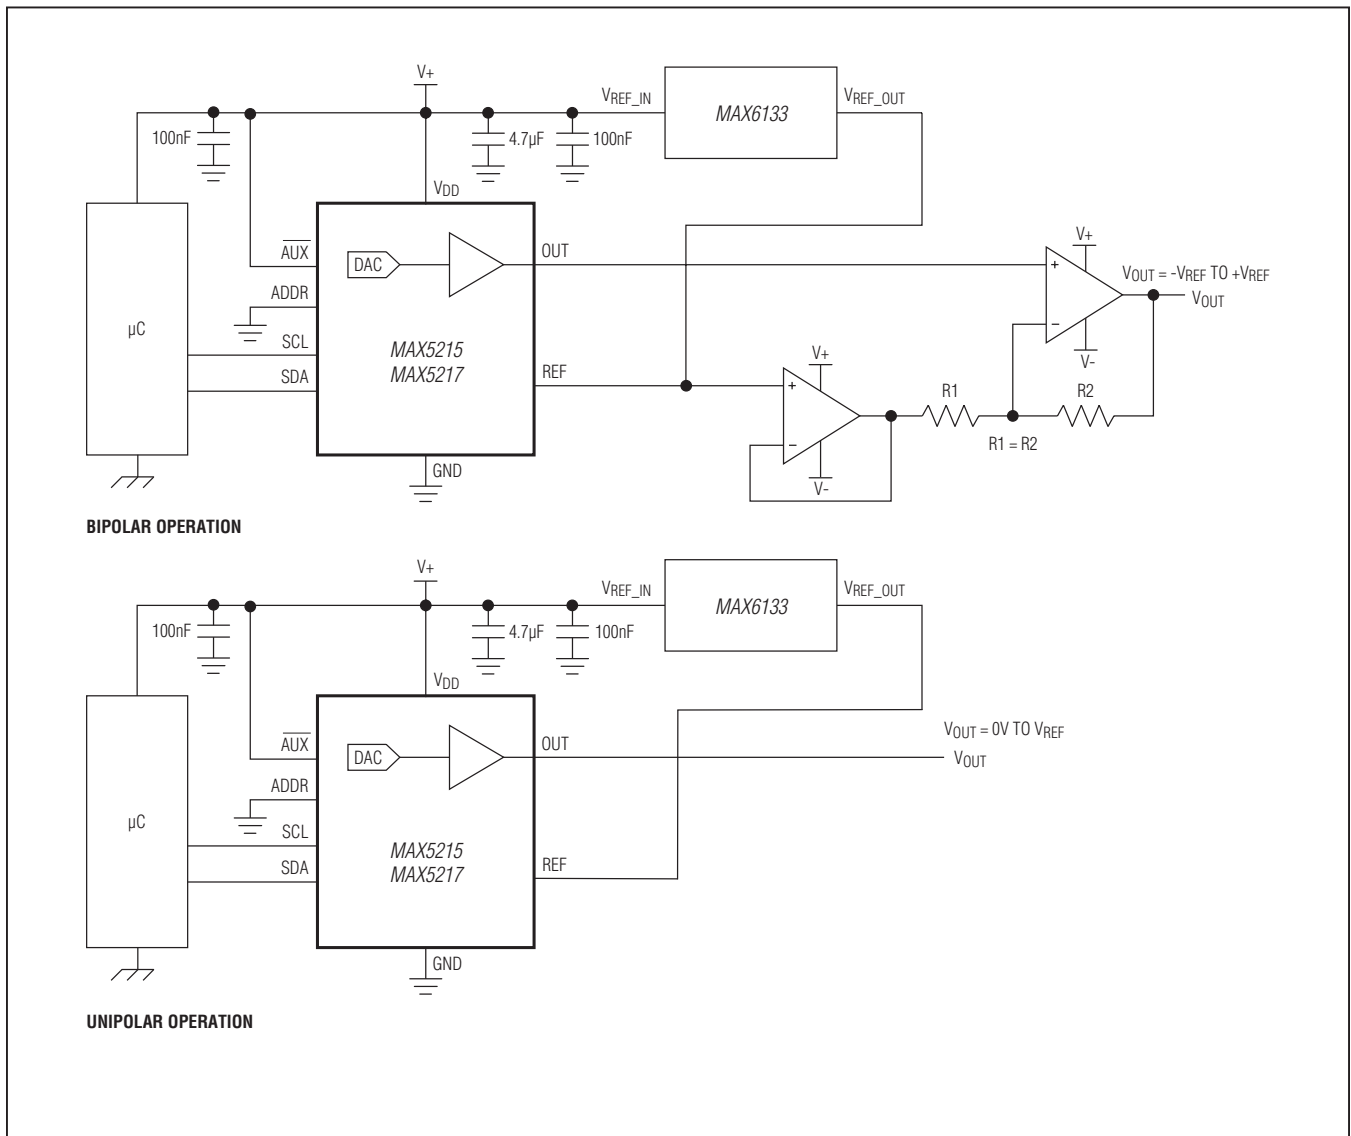 V+
VREF_IN
MAX6133
VREF_OUT
100nF
4.7µF
100nF
VDD
AUX
DAC
OUT
V+
ADDR
VOUT = -VREF TO +VREF
VOUT
+
−
µC
SCL
MAX5215
MAX5217
SDA
REF
V+
V-
+
−
R1
R2
R1 = R2
GND
V-
BIPOLAR OPERATION
V+
VREF_IN
MAX6133
VREF_OUT
100nF
4.7µF
100nF
VDD
AUX
DAC
OUT
VOUT = 0V TO VREF
VOUT
ADDR
µC
SCL
MAX5215
MAX5217
SDA
REF
GND
UNIPOLAR OPERATION